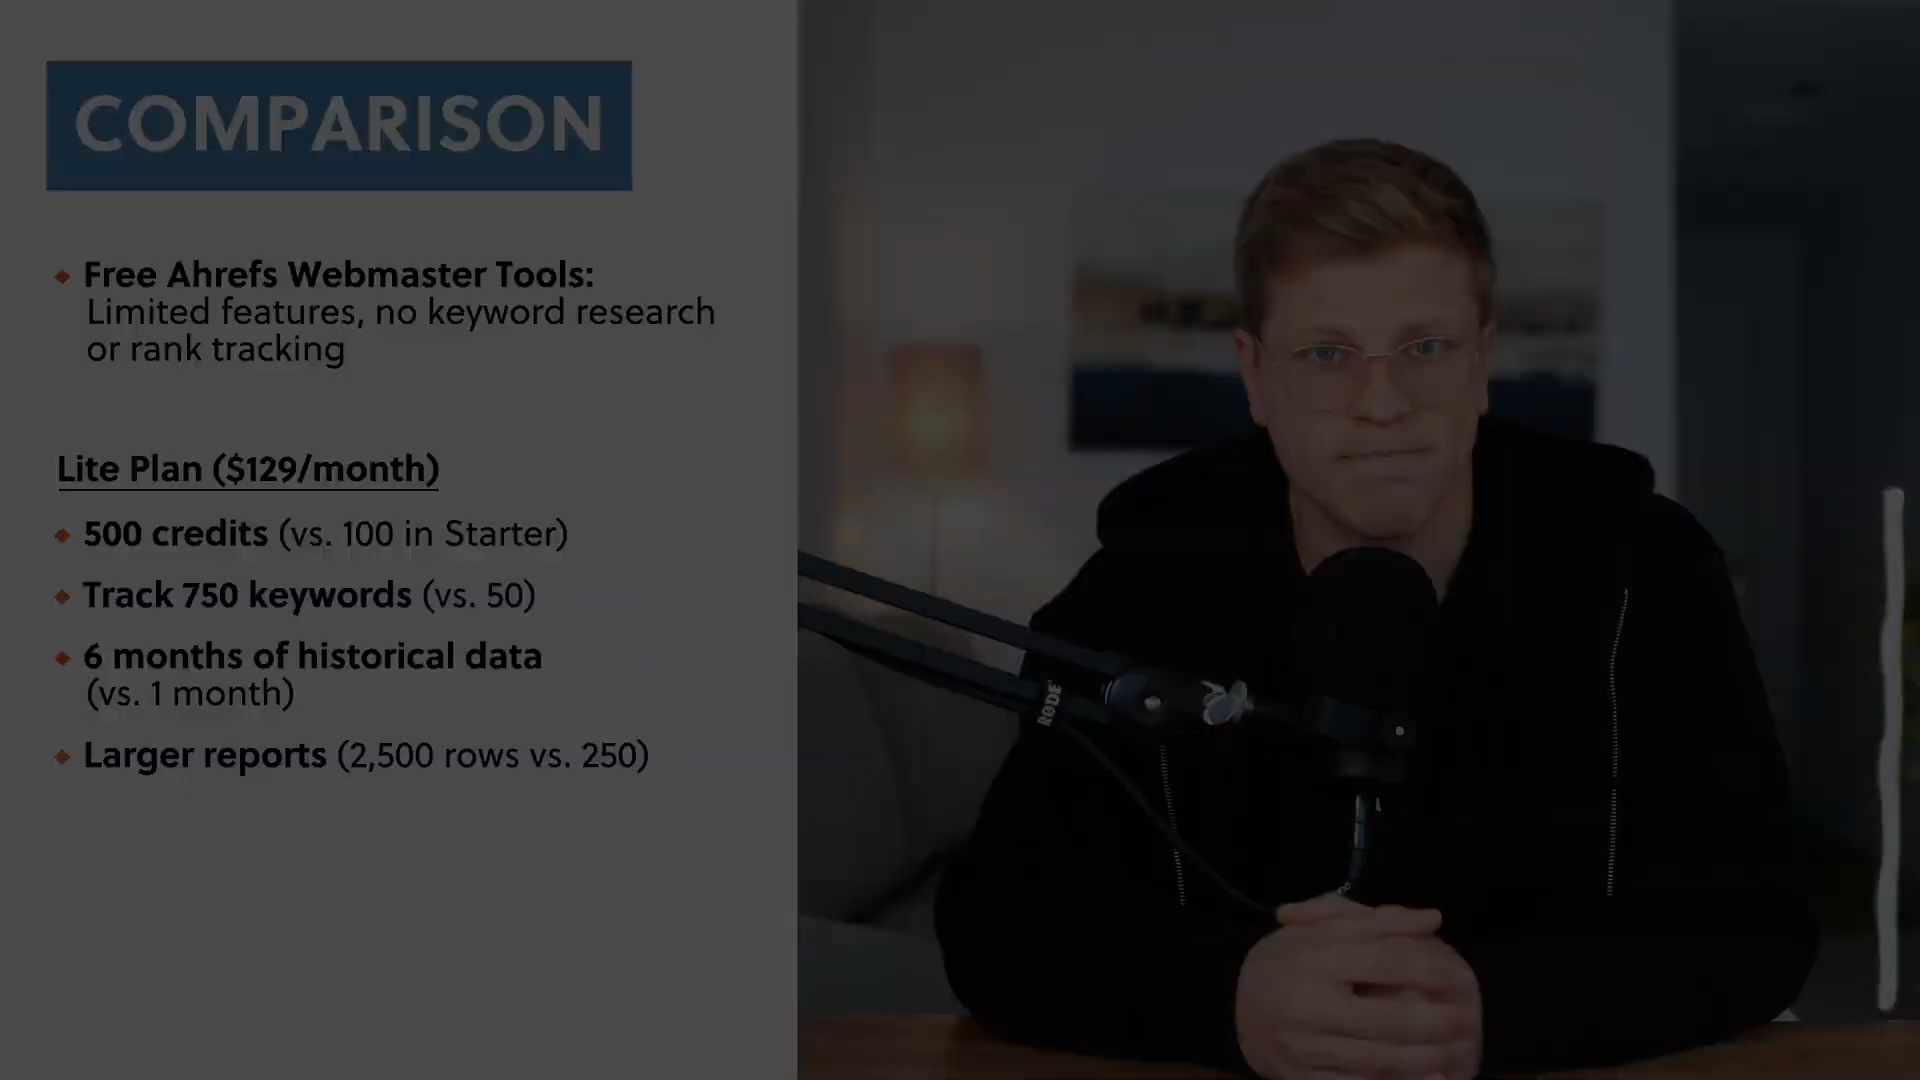 COMPARISON
Free Ahrefs Webmaster Tools:
Limited features, no keyword research
or rank tracking
Lite Plan ($129/month)
500 credits (vs. 100 in Starter)
Track 750 keywords (vs. 50)
6 months of historical data
(vs. 1 month)
Larger reports (2,500 rows vs. 250)
RØDE